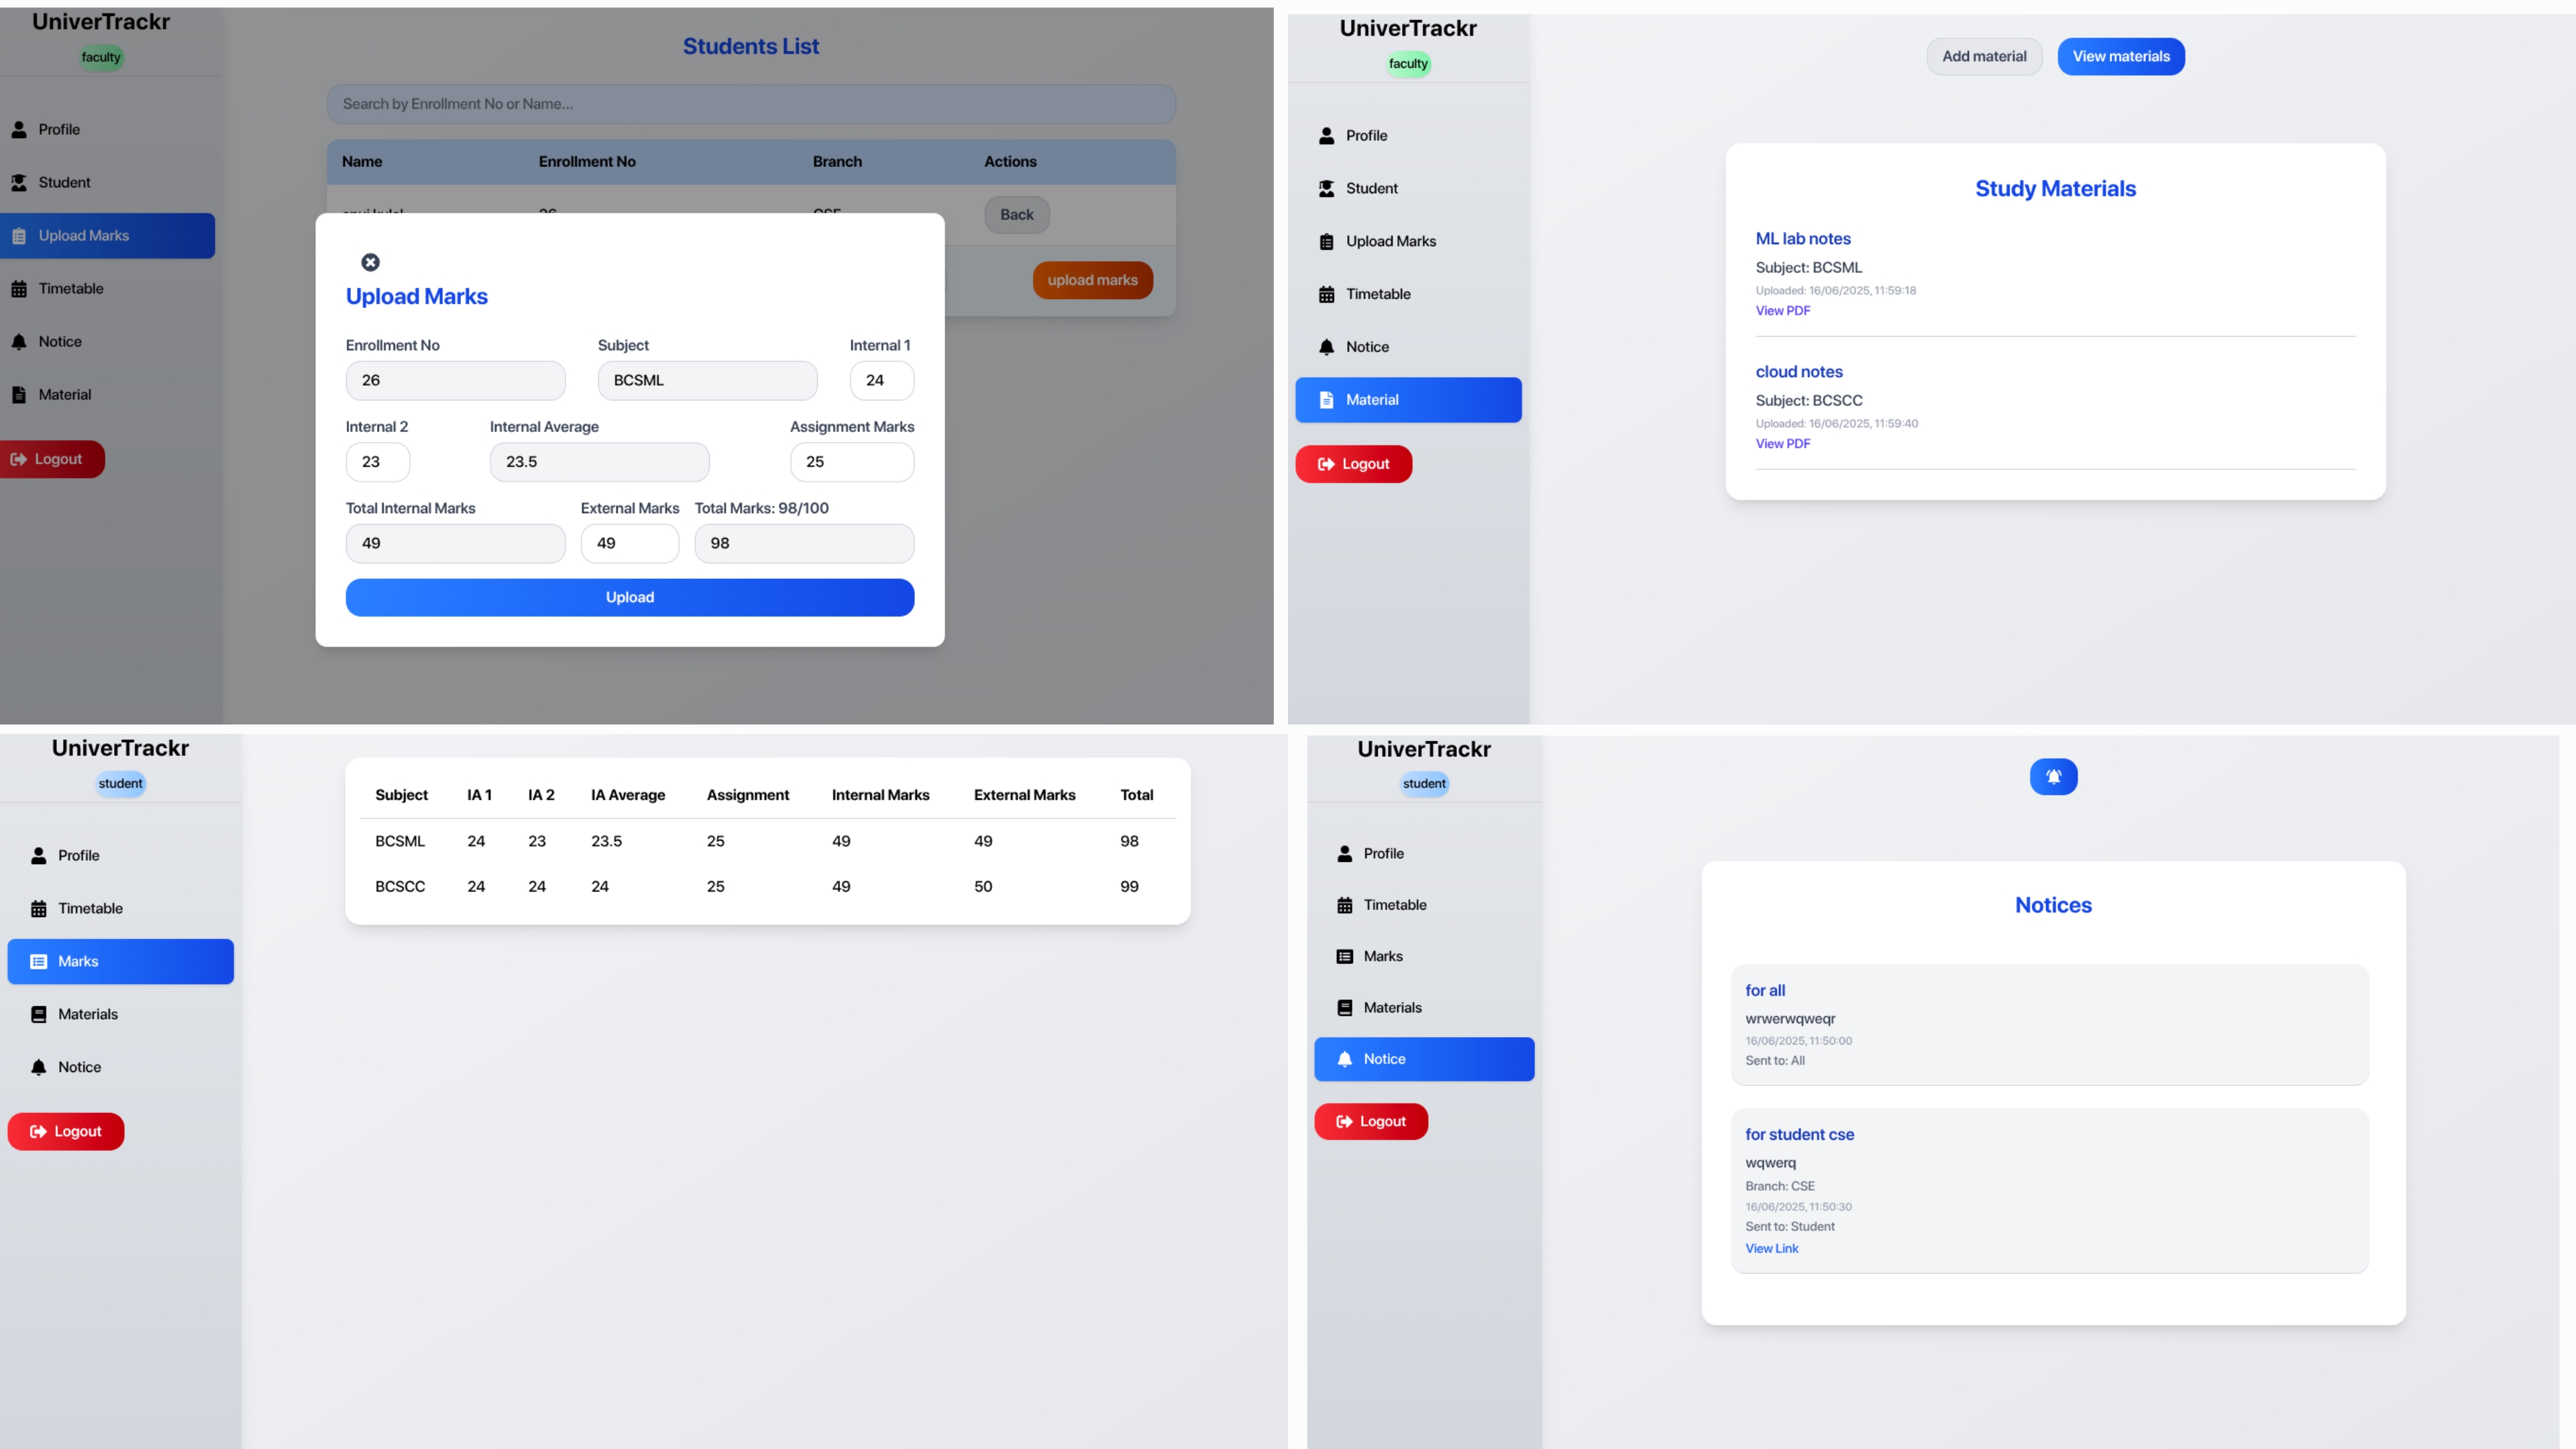 UniverTrackr
faculty
Profile
Student
Upload Marks
Timetable
Notice
Material
Logout
Students List
Search by Enrollment No or Name...
Name Enrollment No Branch Actions
Back
upload marks
Upload Marks
Enrollment No Subject Internal 1
26 BCSML 24
Internal 2 Internal Average Assignment Marks
23 23.5 25
Total Internal Marks External Marks Total Marks: 98/100
49 49 98
Upload
UniverTrackr
faculty
Profile
Student
Upload Marks
Timetable
Notice
Material
Logout
Add material View materials
Study Materials
ML lab notes
Subject: BCSML
Uploaded: 16/06/2025, 11:59:18
View PDF
cloud notes
Subject: BCSCC
Uploaded: 16/06/2025, 11:59:40
View PDF
UniverTrackr
student
Profile
Timetable
Marks
Materials
Notice
Logout
Subject IA 1 IA 2 IA Average Assignment Internal Marks External Marks Total
BCSML 24 23 23.5 25 49 49 98
BCSCC 24 24 24 25 49 50 99
UniverTrackr
student
Profile
Timetable
Marks
Materials
Notice
Logout
Notices
for all
wrwerwqweqr
16/06/2025, 11:50:00
Sent to: All
for student cse
wqwerq
Branch: CSE
16/06/2025, 11:50:30
Sent to: Student
View Link